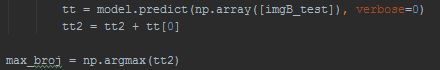 tt = model.predict(np.array([imgB_test]), verbose=0)
tt2 = tt2 + tt[0]
max_broj = np.argmax(tt2)